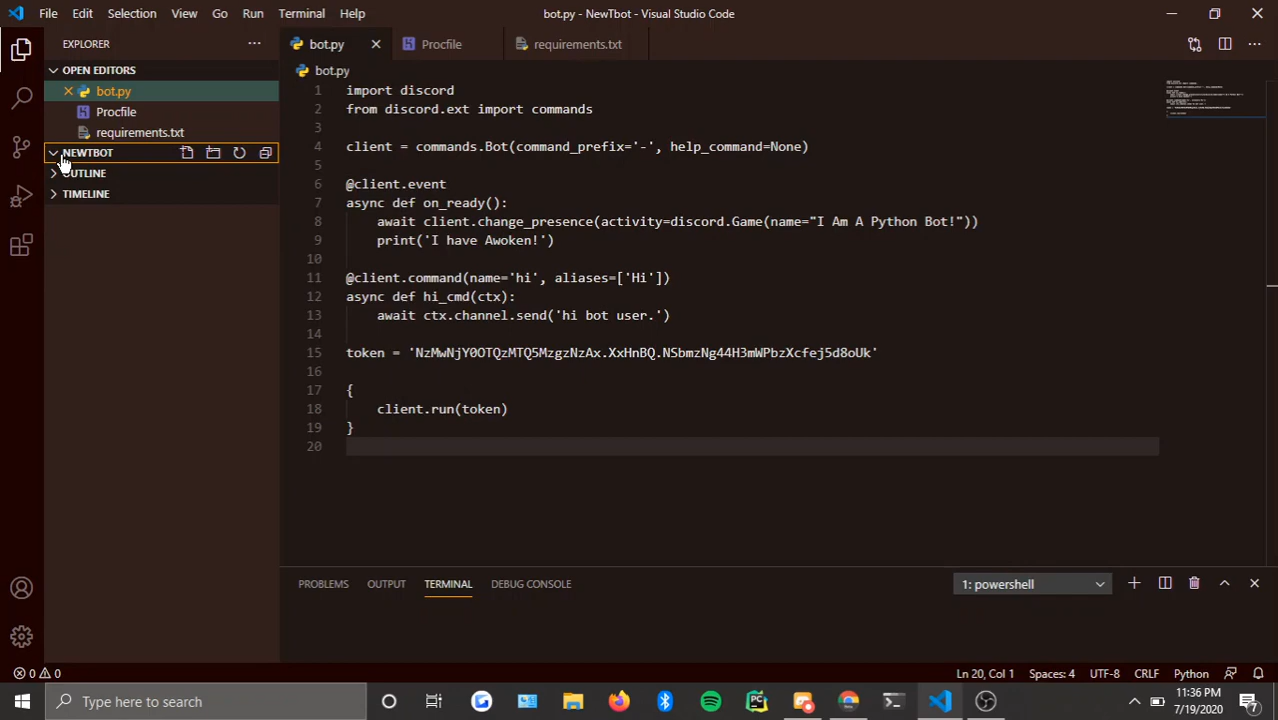 File Edit Selection View Go Run Terminal Help
bot.py - NewTbot - Visual Studio Code
EXPLORER
OPEN EDITORS
bot.py
Procfile
requirements.txt
NEWTBOT
OUTLINE
TIMELINE
bot.py Procfile requirements.txt
bot.py
1 import discord
2 from discord.ext import commands
3
4 client = commands.Bot(command_prefix='-', help_command=None)
5
6 @client.event
7 async def on_ready():
8 await client.change_presence(activity=discord.Game(name="I Am A Python Bot!"))
9 print('I have Awoken!')
10
11 @client.command(name='hi', aliases=['Hi'])
12 async def hi_cmd(ctx):
13 await ctx.channel.send('hi bot user.')
14
15 token = 'NzMwNjY0OTQzMTQ5MzgzNzAx.XxHnBQ.NSbmzNg44H3mWPbzXcfej5d8oUk'
16
17 {
18 client.run(token)
19 }
20
PROBLEMS OUTPUT TERMINAL DEBUG CONSOLE
1: powershell
0 0
Ln 20, Col 1 Spaces: 4 UTF-8 CRLF Python
Type here to search
PC
11:36 PM
7/19/2020
7